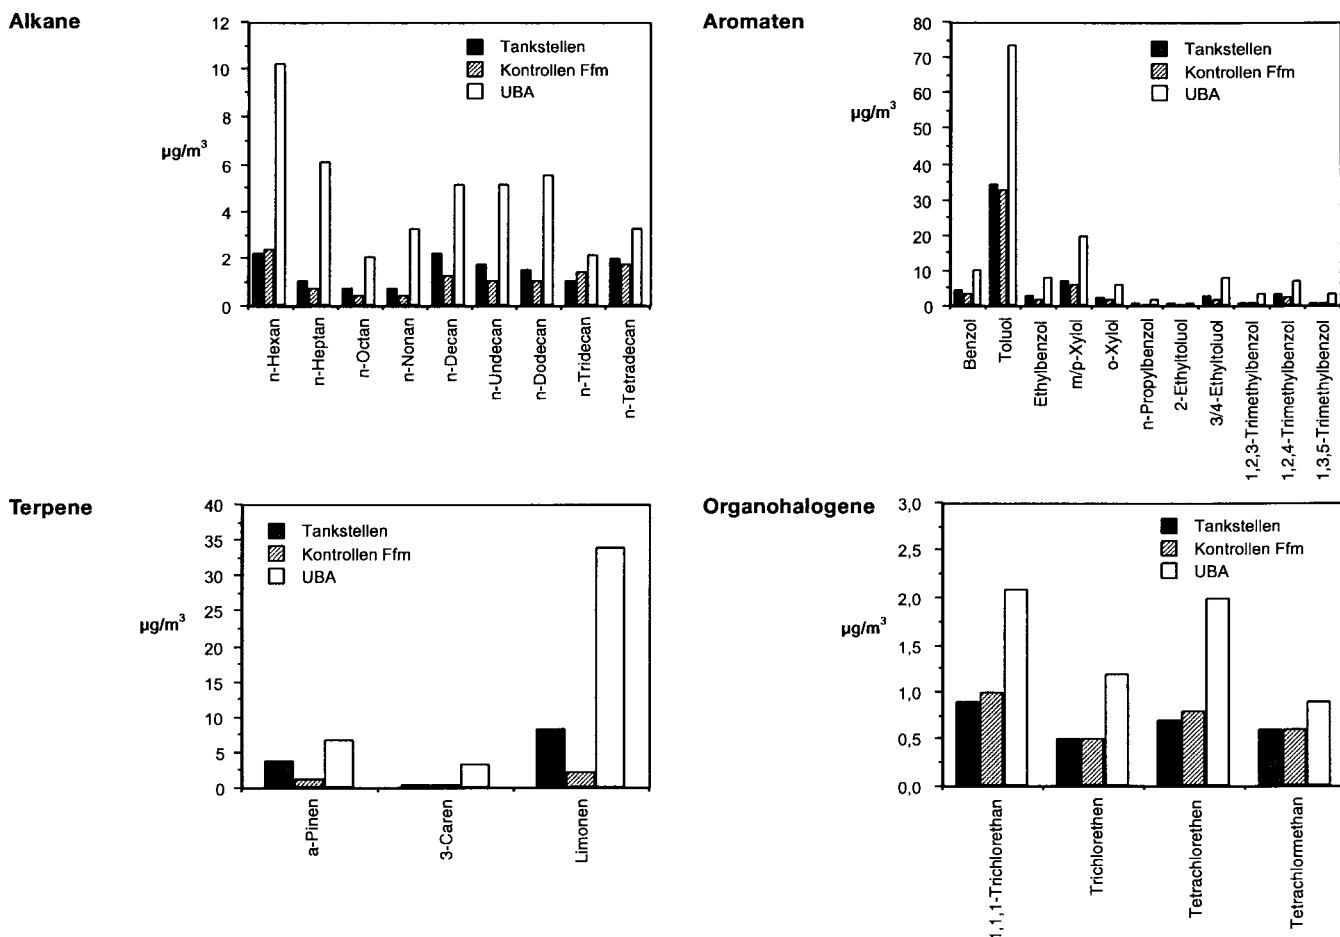 Alkane
12
10
8
6
4
2
0
µg/m³
Tankstellen
Kontrollen Ffm
UBA
n-Hexan
n-Heptan
n-Octan
n-Nonan
n-Decan
n-Undecan
n-Dodecan
n-Tridecan
n-Tetradecan
Aromaten
80
70
60
50
40
30
20
10
0
µg/m³
Tankstellen
Kontrollen Ffm
UBA
Benzol
Toluol
Ethylbenzol
m/p-Xylol
o-Xylol
n-Propylbenzol
2-Ethyltoluol
3/4-Ethyltoluol
1,2,3-Trimethylbenzol
1,2,4-Trimethylbenzol
1,3,5-Trimethylbenzol
Terpene
40
35
30
25
20
15
10
5
0
µg/m³
Tankstellen
Kontrollen Ffm
UBA
a-Pinen
3-Caren
Limonen
Organohalogene
3,0
2,5
2,0
1,5
1,0
0,5
0,0
µg/m³
Tankstellen
Kontrollen Ffm
UBA
1,1,1-Trichlorethan
Trichlorethen
Tetrachlorethen
Tetrachlormethan